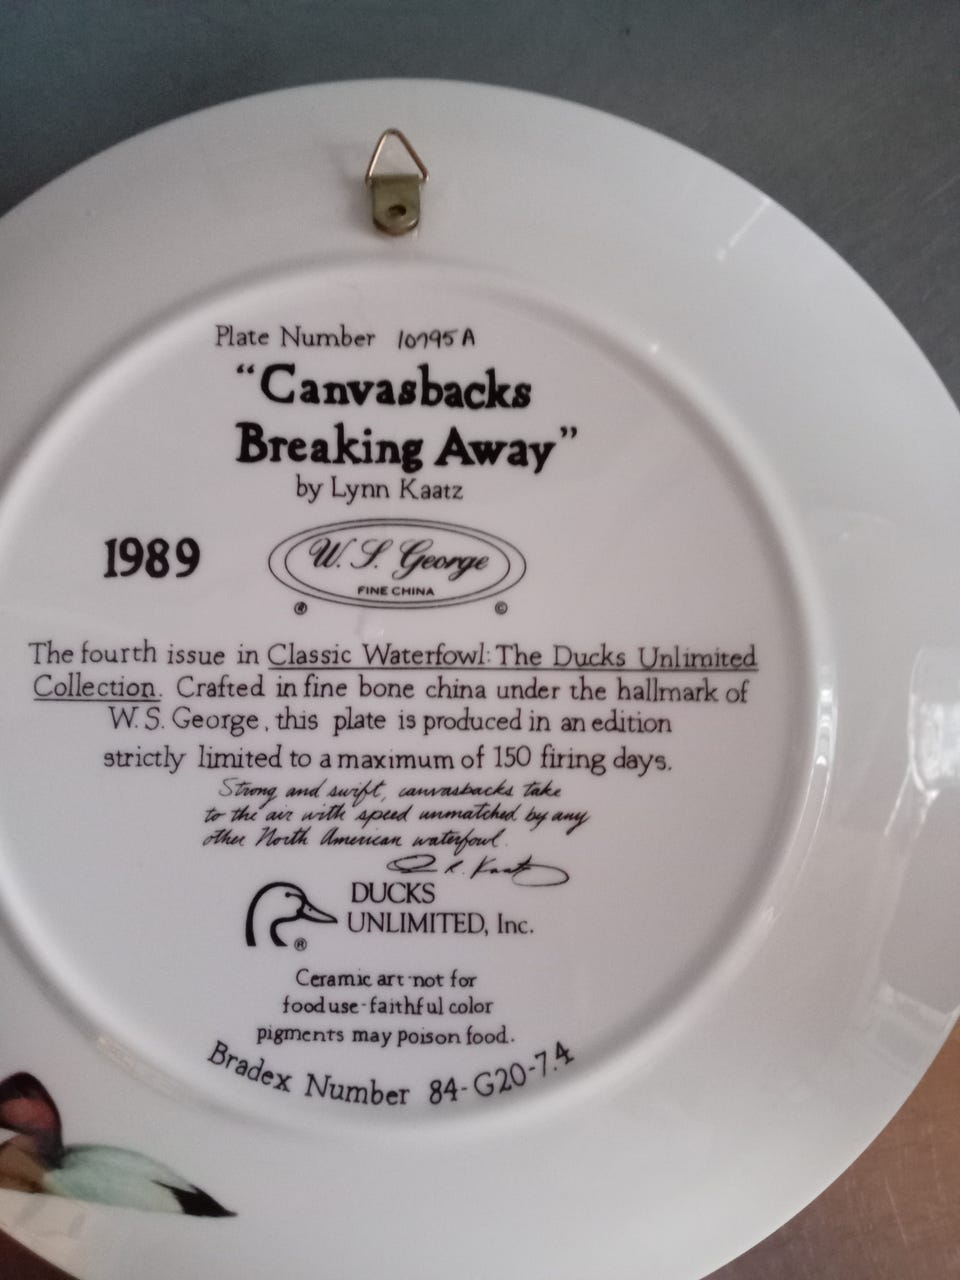 Plate Number 10795A
“Canvasbacks
Breaking Away”
by Lynn Kaatz
1989
W. S. George
FINE CHINA
® ©
The fourth issue in Classic Waterfowl: The Ducks Unlimited
Collection. Crafted in fine bone china under the hallmark of
W. S. George, this plate is produced in an edition
strictly limited to a maximum of 150 firing days.
Strong and swift, canvasbacks take
to the air with speed unmatched by any
other North American waterfowl.
R. Kaatz
DUCKS
UNLIMITED, Inc.
®
Ceramic art-not for
food use-faithful color
pigments may poison food.
Bradex Number 84-G20-7.4